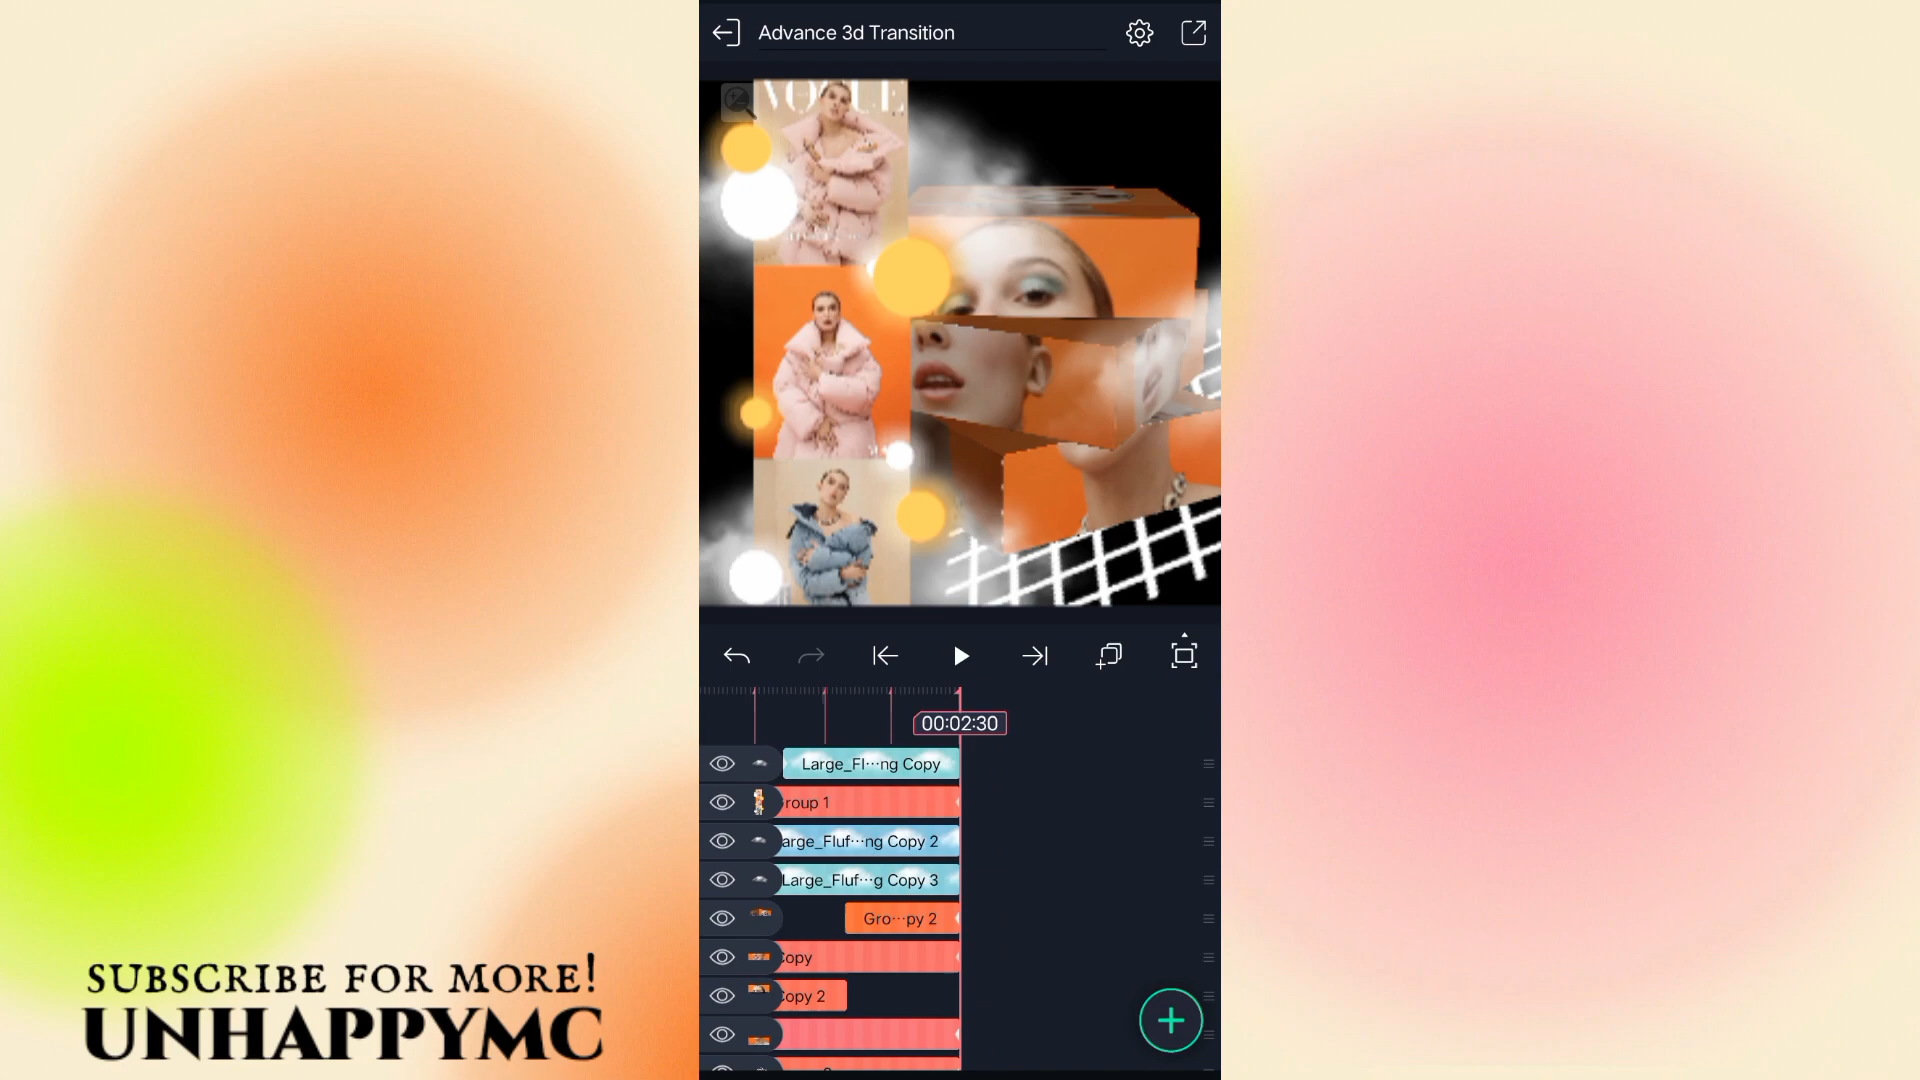 Advance 3d Transition
VOGUE
00:02:30
Large_Fl···ng Copy
roup 1
arge_Fluf···ng Copy 2
Large_Fluf···g Copy 3
Gro···py 2
opy
opy 2
SUBSCRIBE FOR MORE!
UNHAPPYMC